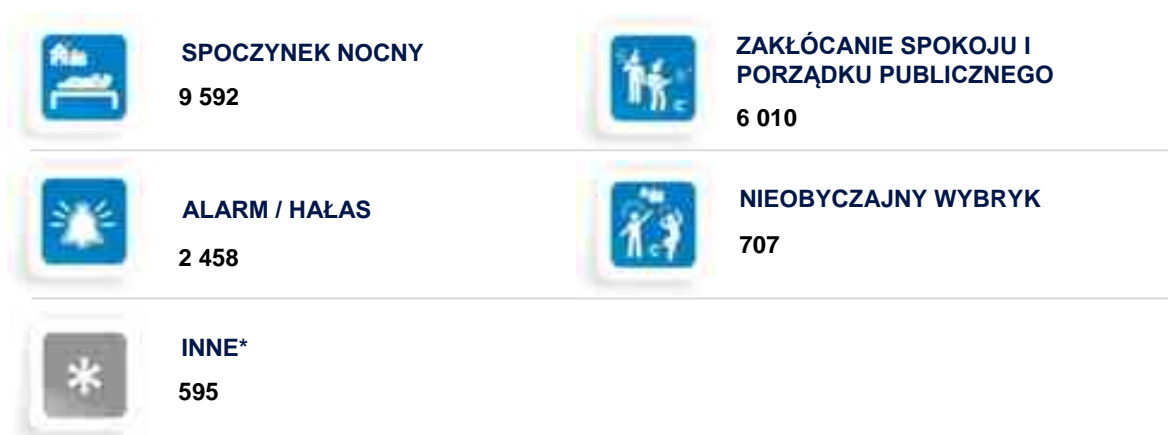 SPOCZYNEK NOCNY
9 592
ZAKŁÓCANIE SPOKOJU I
PORZĄDKU PUBLICZNEGO
6 010
ALARM / HAŁAS
2 458
NIEOBYCZAJNY WYBRYK
707
INNE*
595